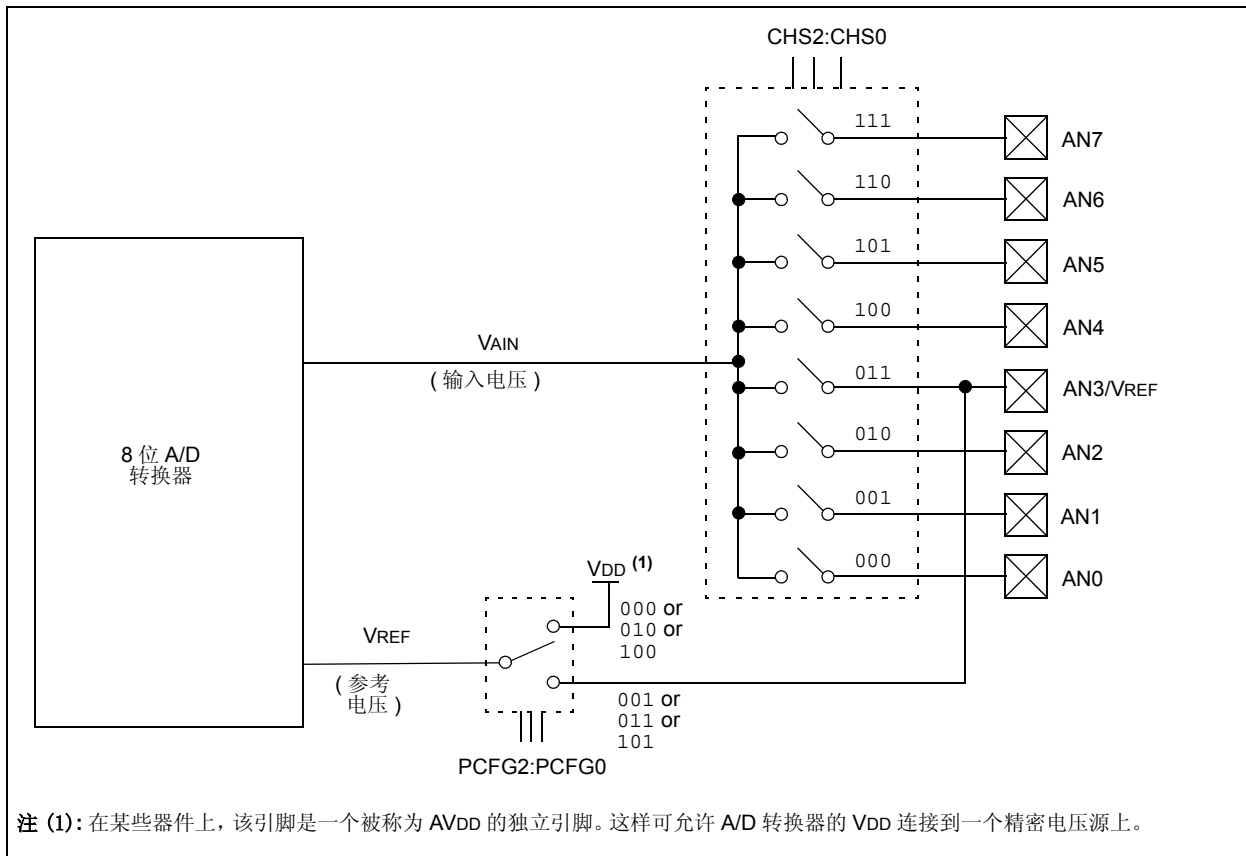 CHS2:CHS0
111
AN7
110
AN6
101
AN5
100
AN4
VAIN
( 输入电压 )
011
AN3/VREF
010
AN2
8 位 A/D
转换器
001
AN1
000
AN0
VDD (1)
000 or
010 or
100
VREF
( 参考
电压 )
001 or
011 or
101
PCFG2:PCFG0
注 (1): 在某些器件上，该引脚是一个被称为 AVDD 的独立引脚。这样可允许 A/D 转换器的 VDD 连接到一个精密电压源上。